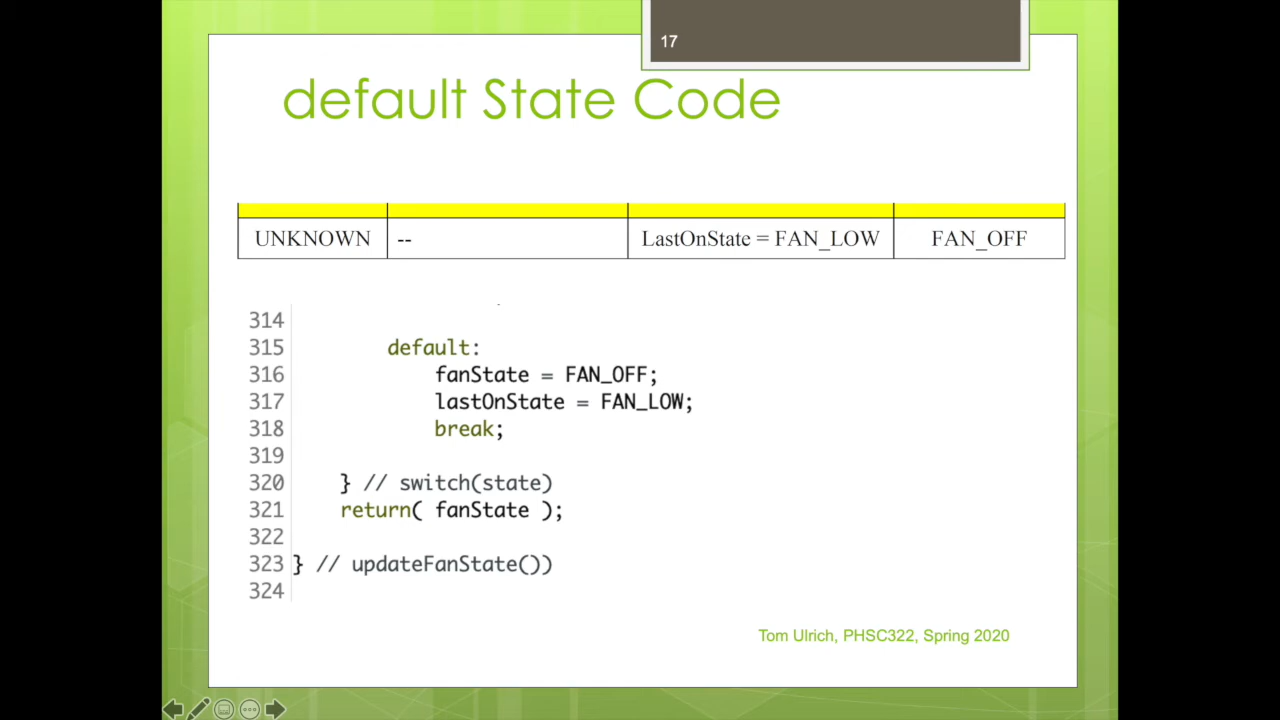 17
default State Code
UNKNOWN -- LastOnState = FAN_LOW FAN_OFF
314
315 default:
316 fanState = FAN_OFF;
317 lastOnState = FAN_LOW;
318 break;
319
320 } // switch(state)
321 return( fanState );
322
323 } // updateFanState())
324
Tom Ulrich, PHSC322, Spring 2020